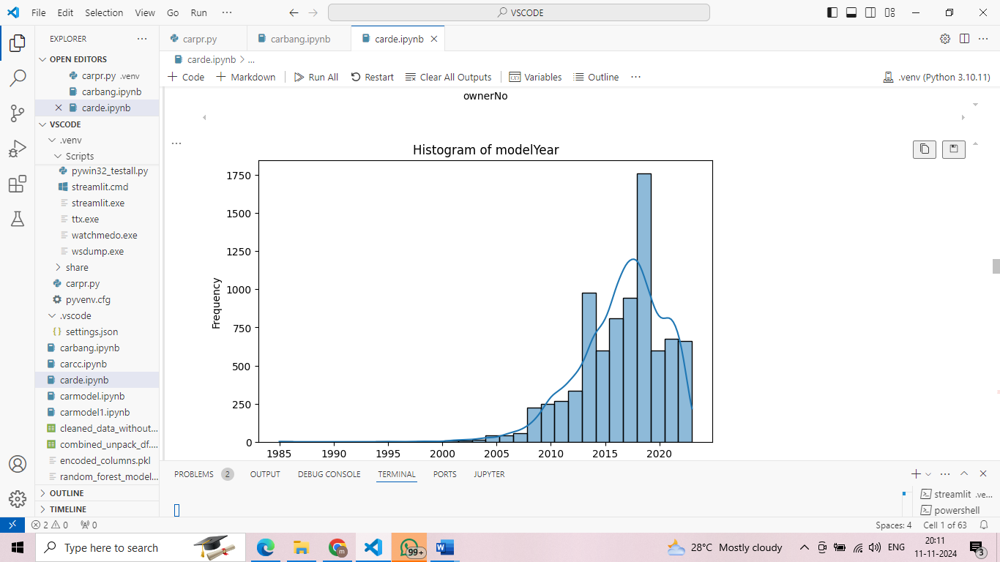 File Edit Selection View Go Run ··· VSCODE
EXPLORER
OPEN EDITORS
carpr.py .venv
carbang.ipynb
carde.ipynb
VSCODE
.venv
Scripts
pywin32_testall.py
streamlit.cmd
streamlit.exe
ttx.exe
watchmedo.exe
wsdump.exe
share
carpr.py
pyvenv.cfg
.vscode
settings.json
carbang.ipynb
carcc.ipynb
carde.ipynb
carmodel.ipynb
carmodel1.ipynb
cleaned_data_without...
combined_unpack_df....
encoded_columns.pkl
random_forest_model...
OUTLINE
TIMELINE
carpr.py carbang.ipynb carde.ipynb
carde.ipynb > ...
Code Markdown Run All Restart Clear All Outputs Variables Outline ··· .venv (Python 3.10.11)
ownerNo
Histogram of modelYear
1750
1500
1250
1000
750
500
250
0
Frequency
1985 1990 1995 2000 2005 2010 2015 2020
PROBLEMS 2 OUTPUT DEBUG CONSOLE TERMINAL PORTS JUPYTER
streamlit .ve...
powershell
2 0 0 Spaces: 4 Cell 1 of 63
Type here to search m 99+ W 28°C Mostly cloudy ENG 20:11
11-11-2024 3